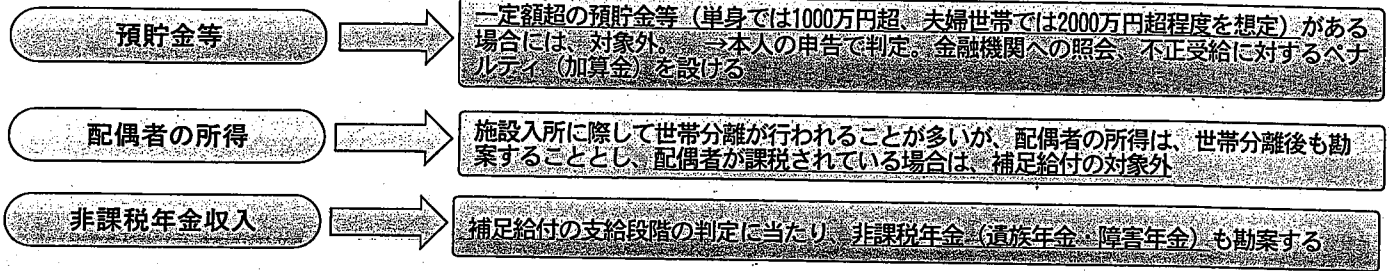 預貯金等
一定額超の預貯金等（単身では1000万円超、夫婦世帯では2000万円超程度を想定）がある
場合には、対象外。　→本人の申告で判定。金融機関への照会、不正受給に対するペナ
ルティ（加算金）を設ける
配偶者の所得
施設入所に際して世帯分離が行われることが多いが、配偶者の所得は、世帯分離後も勘
案することとし、配偶者が課税されている場合は、補足給付の対象外
非課税年金収入
補足給付の支給段階の判定に当たり　非課税年金（遺族年金・障害年金）も勘案する